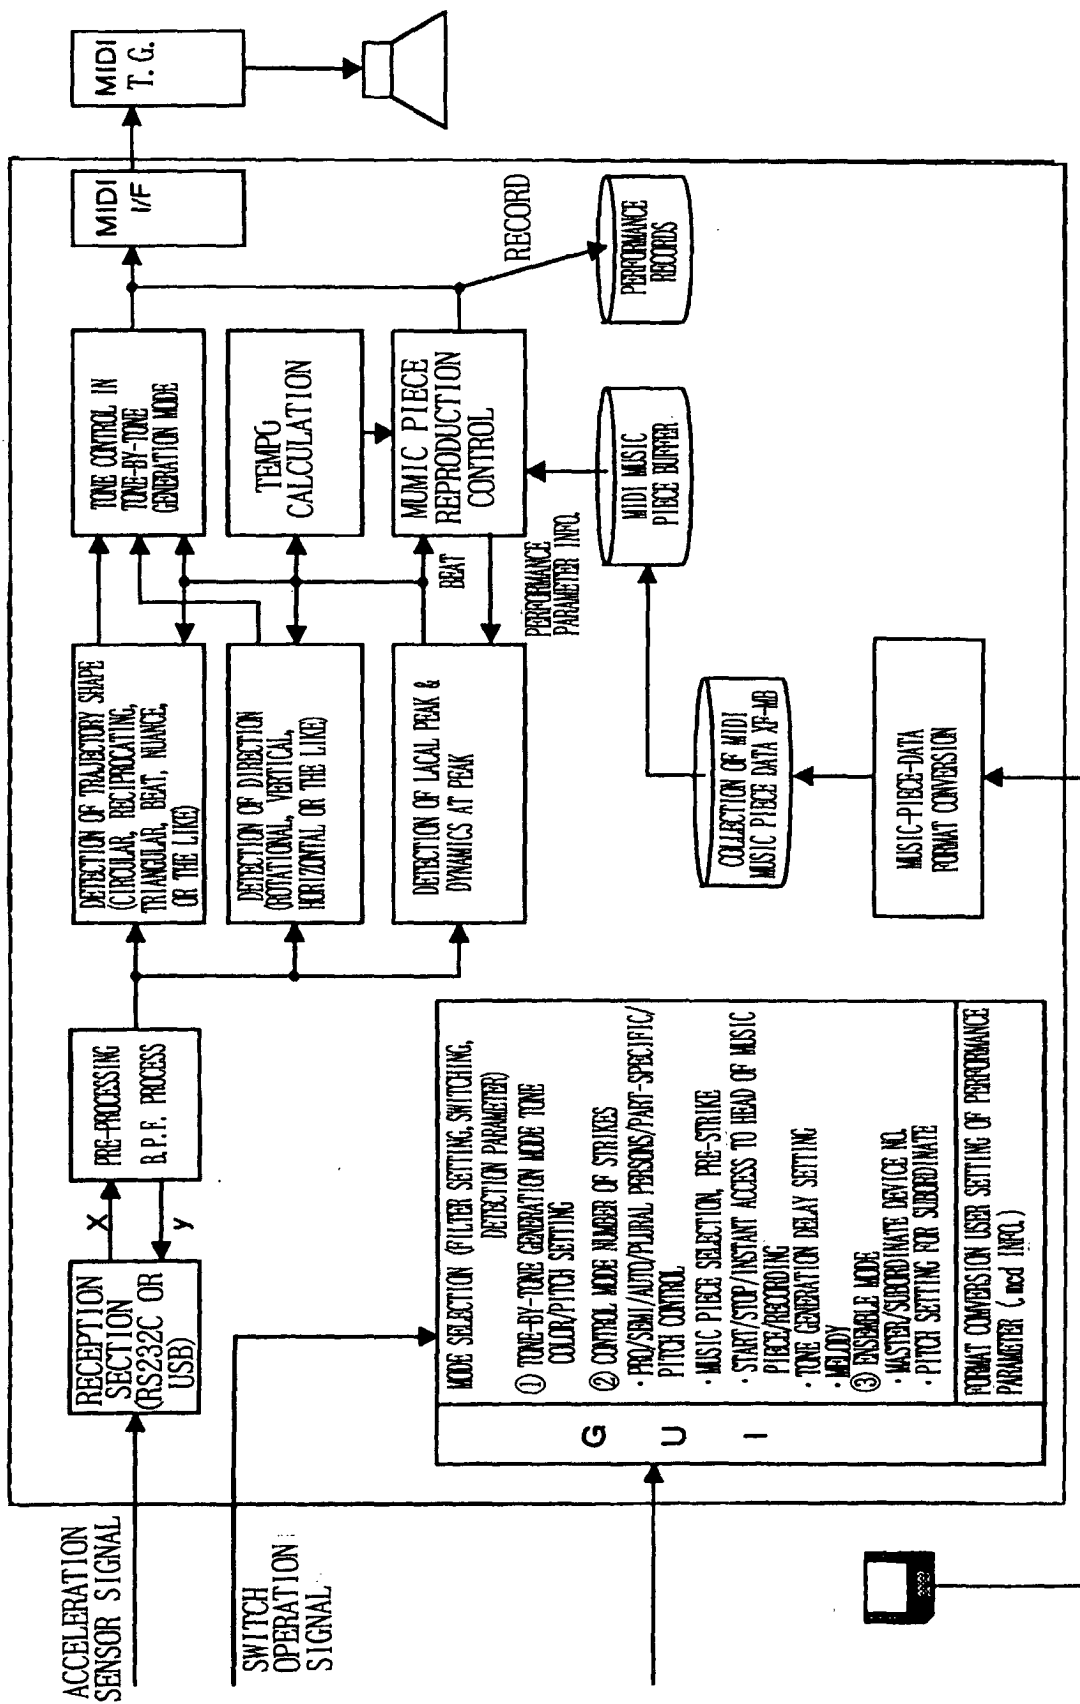 ACCELERATION
SENSOR SIGNAL
SWITCH
OPERATION
SIGNAL
RECEPTION
SECTION
(RS232C OR
USB)
X
y
PRE-PROCESSING
B.P.F. PROCESS
DETECTION OF TRAJECTORY SHAPE
(CIRCULAR, RECIPROCATING,
TRIANGULAR, BEAT, NUANCE,
OR THE LIKE)
DETECTION OF DIRECTION
(ROTATIONAL, VERTICAL,
HORIZONTAL OR THE LIKE)
DETECTION OF LACAL PEAK &
DYNAMICS AT PEAK
TONE CONTROL IN
TONE-BY-TONE
GENERATION MODE
TEMPO
CALCULATION
BEAT
MUMIC PIECE
REPRODUCTION
CONTROL
PERFORMANCE
PARAMETER INFO.
MIDI
I/F
MIDI
T. G.
RECORD
PERFORMANCE
RECORDS
MIDI MUSIC
PIECE BUFFER
COLLECTION OF MIDI
MUSIC PIECE DATA XF-MB
MUSIC-PIECE-DATA
FORMAT CONVERSION
G U I
MODE SELECTION (FILTER SETTING, SWITCHING,
DETECTION PARAMETER)
① TONE-BY-TONE GENERATION MODE TONE
COLOR/PITCH SETTING
② CONTROL MODE NUMBER OF STRIKES
・PRO/SEMI/AUTO/PLURAL PERSONS/PART-SPECIFIC/
PITCH CONTROL
・MUSIC PIECE SELECTION, PRE-STRIKE
・START/STOP/INSTANT ACCESS TO HEAD OF MUSIC
PIECE/RECORDING
・TONE GENERATION DELAY SETTING
・MELODY
③ ENSEMBLE MODE
・MASTER/SUBORDINATE DEVICE NO.
・PITCH SETTING FOR SUBORDINATE
FORMAT COMVERSION USER SETTING OF PERFORMANCE
PARAMETER ( mcd INFO.)